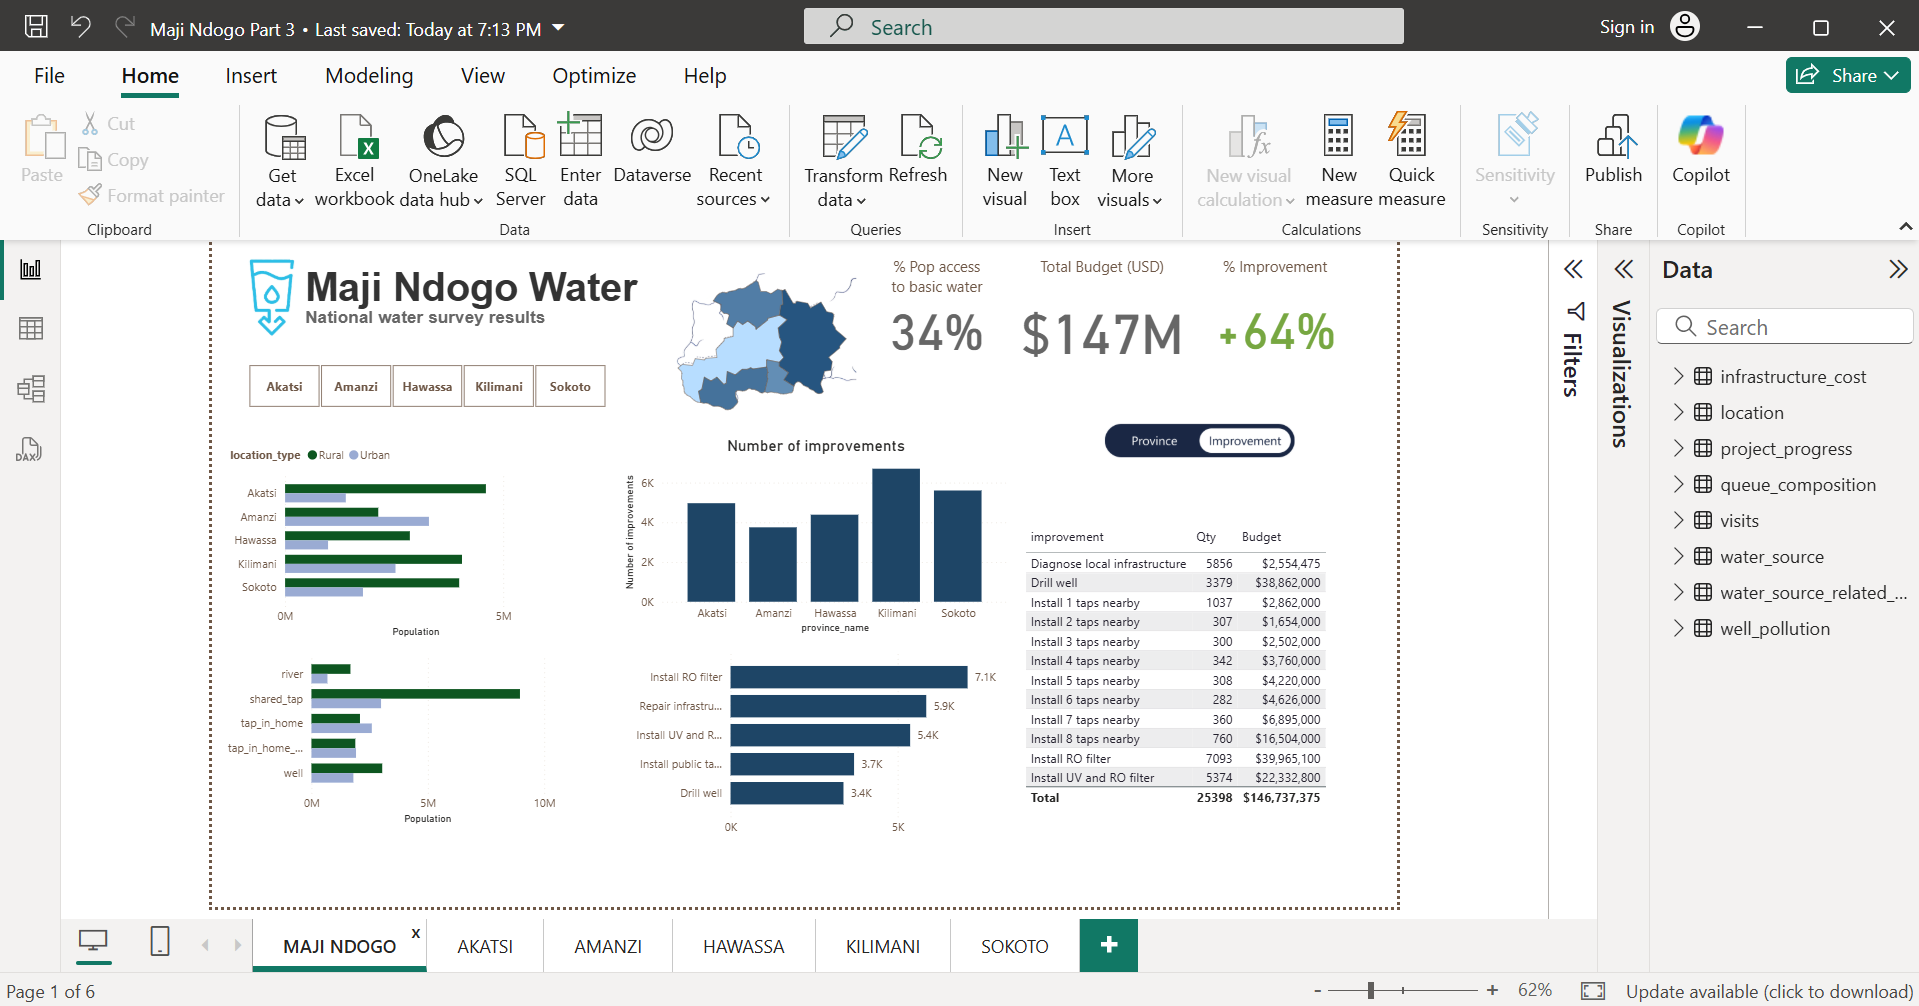 Maji Ndogo Part 3 • Last saved: Today at 7:13 PM
Search
Sign in
File
Home
Insert
Modeling
View
Optimize
Help
Share
Paste
Cut
Copy
Format painter
Clipboard
Get data
Excel workbook
OneLake data hub
SQL Server
Enter data
Dataverse
Recent sources
Data
Transform data
Refresh
Queries
New visual
Text box
More visuals
Insert
New visual calculation
New measure
Quick measure
Calculations
Sensitivity
Sensitivity
Publish
Share
Copilot
Copilot
DAX
Maji Ndogo Water
National water survey results
% Pop access
to basic water
34%
Total Budget (USD)
$147M
% Improvement
+64%
Akatsi
Amanzi
Hawassa
Kilimani
Sokoto
location_type Rural Urban
Akatsi
Amanzi
Hawassa
Kilimani
Sokoto
0M 5M
Population
river
shared_tap
tap_in_home
tap_in_home_...
well
0M 5M 10M
Population
Number of improvements
Number of improvements
6K
4K
2K
0K
Akatsi Amanzi Hawassa Kilimani Sokoto
province_name
Install RO filter 7.1K
Repair infrastru... 5.9K
Install UV and R... 5.4K
Install public ta... 3.7K
Drill well 3.4K
0K 5K
Province Improvement
improvement Qty Budget
Diagnose local infrastructure 5856 $2,554,475
Drill well 3379 $38,862,000
Install 1 taps nearby 1037 $2,862,000
Install 2 taps nearby 307 $1,654,000
Install 3 taps nearby 300 $2,502,000
Install 4 taps nearby 342 $3,760,000
Install 5 taps nearby 308 $4,220,000
Install 6 taps nearby 282 $4,626,000
Install 7 taps nearby 360 $6,895,000
Install 8 taps nearby 760 $16,504,000
Install RO filter 7093 $39,965,100
Install UV and RO filter 5374 $22,332,800
Total 25398 $146,737,375
Filters
Visualizations
Data
Search
infrastructure_cost
location
project_progress
queue_composition
visits
water_source
water_source_related_...
well_pollution
MAJI NDOGO x
AKATSI
AMANZI
HAWASSA
KILIMANI
SOKOTO
+
Page 1 of 6
- + 62%
Update available (click to download)